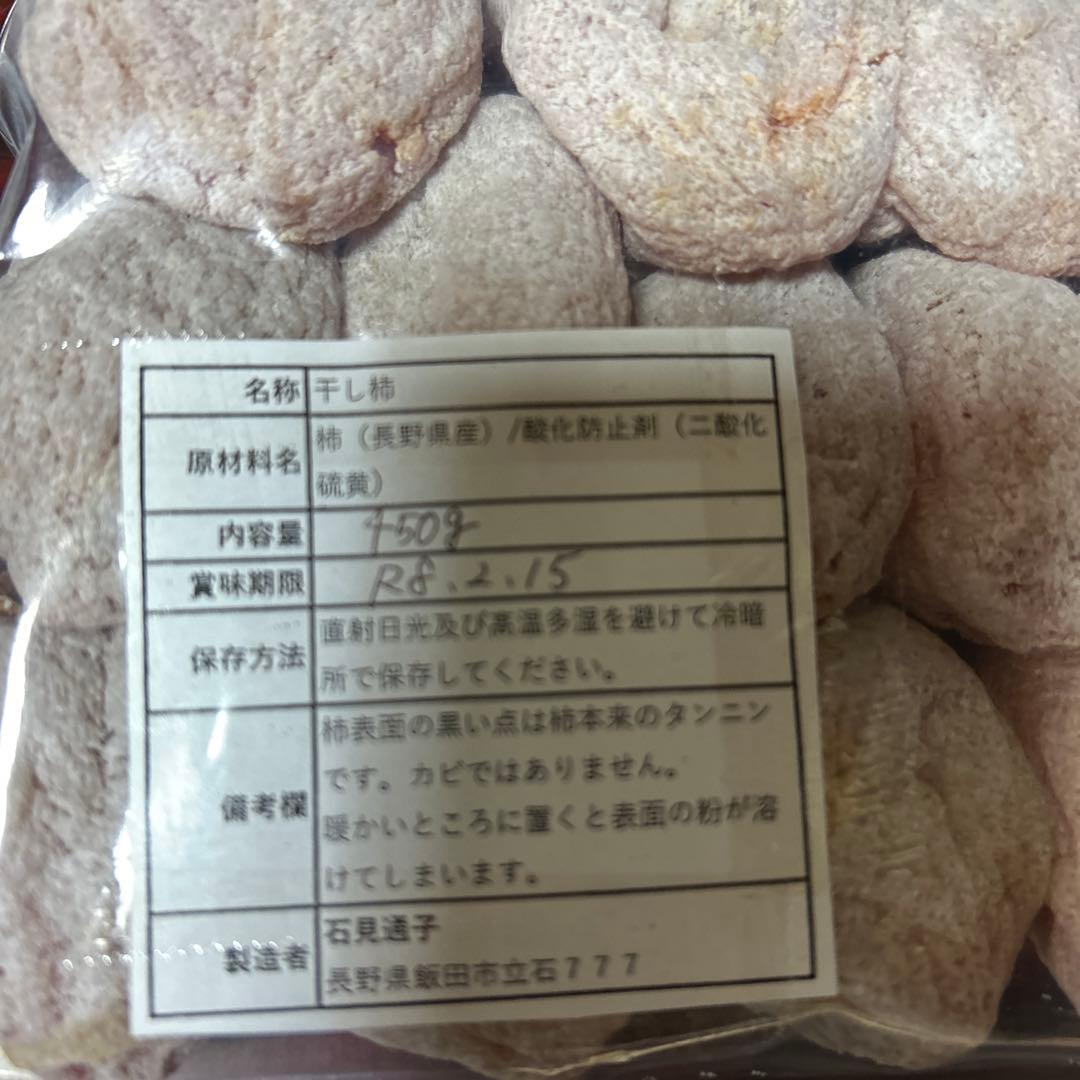 名称 干し柿
原材料名 柿（長野県産）/酸化防止剤（二酸化
硫黄）
内容量 450g
賞味期限 R8.2.15
保存方法 直射日光及び高温多湿を避けて冷暗
所で保存してください。
備考欄 柿表面の黒い点は柿本来のタンニン
です。カビではありません。
暖かいところに置くと表面の粉が溶
けてしまいます。
製造者 石見通子
長野県飯田市立石７７７